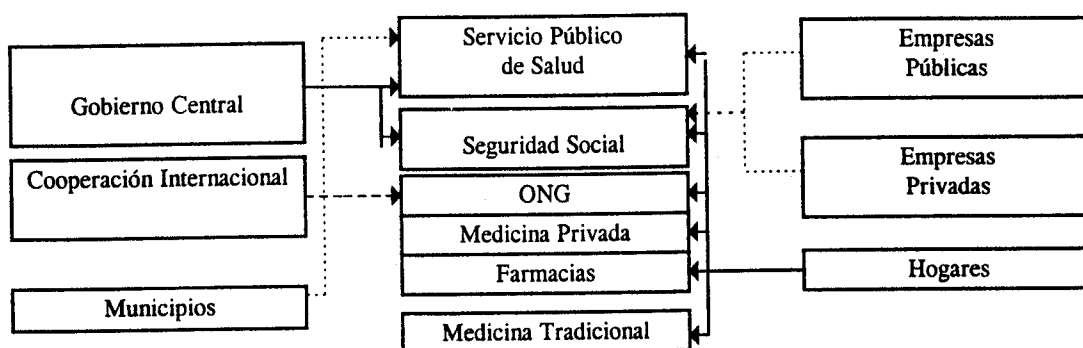 Gobierno Central
Cooperación Internacional
Municipios
Servicio Público
de Salud
Seguridad Social
ONG
Medicina Privada
Farmacias
Medicina Tradicional
Empresas
Públicas
Empresas
Privadas
Hogares